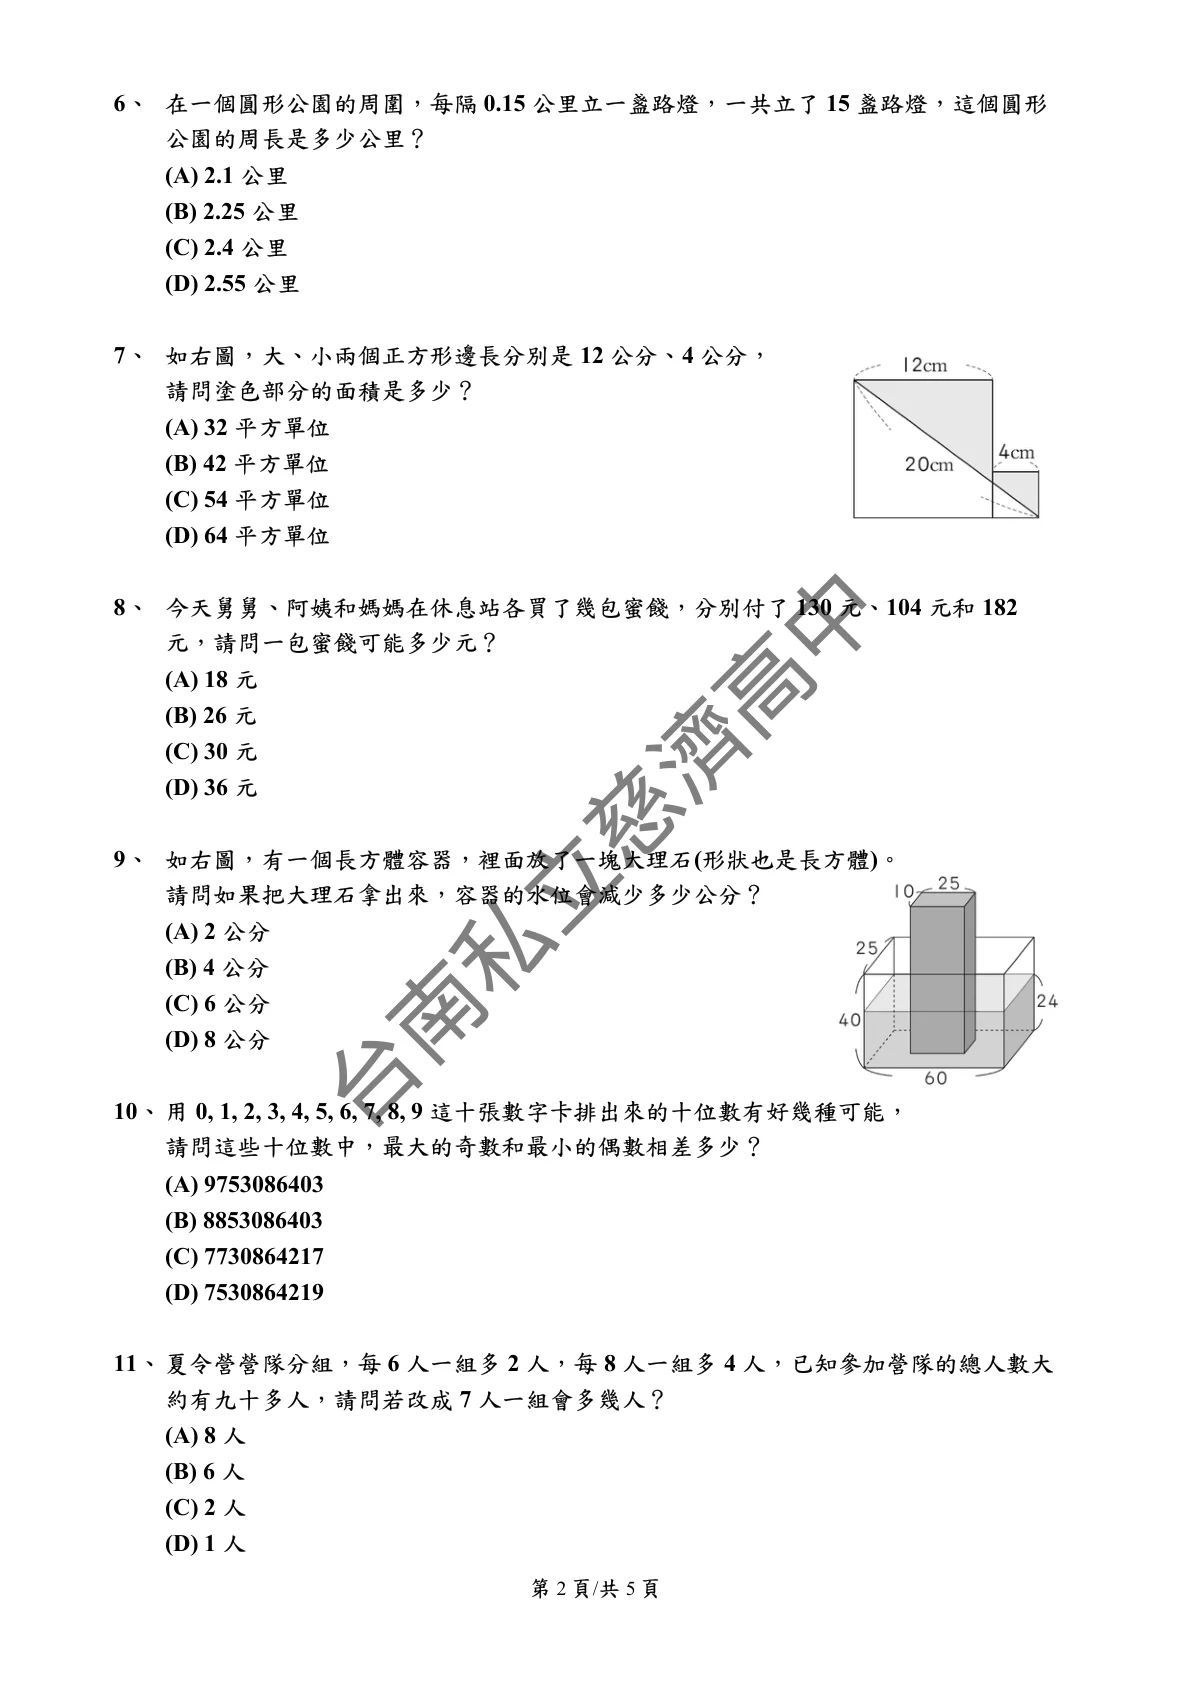 6、 在一個圓形公園的周圍，每隔 0.15 公里立一盞路燈，一共立了 15 盞路燈，這個圓形
公園的周長是多少公里？
(A) 2.1 公里
(B) 2.25 公里
(C) 2.4 公里
(D) 2.55 公里
7、 如右圖，大、小兩個正方形邊長分別是 12 公分、4 公分，
請問塗色部分的面積是多少？
(A) 32 平方單位
(B) 42 平方單位
(C) 54 平方單位
(D) 64 平方單位
12cm
4cm
20cm
8、 今天舅舅、阿姨和媽媽在休息站各買了幾包蜜餞，分別付了 130 元、104 元和 182
元，請問一包蜜餞可能多少元？
(A) 18 元
(B) 26 元
(C) 30 元
(D) 36 元
9、 如右圖，有一個長方體容器，裡面放了一塊大理石(形狀也是長方體)。
請問如果把大理石拿出來，容器的水位會減少多少公分？
(A) 2 公分
(B) 4 公分
(C) 6 公分
(D) 8 公分
25
10
25
24
40
60
10、 用 0, 1, 2, 3, 4, 5, 6, 7, 8, 9 這十張數字卡排出來的十位數有好幾種可能，
請問這些十位數中，最大的奇數和最小的偶數相差多少？
(A) 9753086403
(B) 8853086403
(C) 7730864217
(D) 7530864219
11、 夏令營營隊分組，每 6 人一組多 2 人，每 8 人一組多 4 人，已知參加營隊的總人數大
約有九十多人，請問若改成 7 人一組會多幾人？
(A) 8 人
(B) 6 人
(C) 2 人
(D) 1 人
第 2 頁/共 5 頁
台南私立慈濟高中